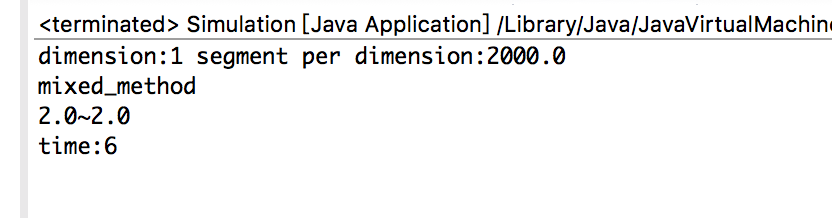 <terminated> Simulation [Java Application] /Library/Java/JavaVirtualMachin
dimension:1 segment per dimension:2000.0
mixed_method
2.0~2.0
time:6